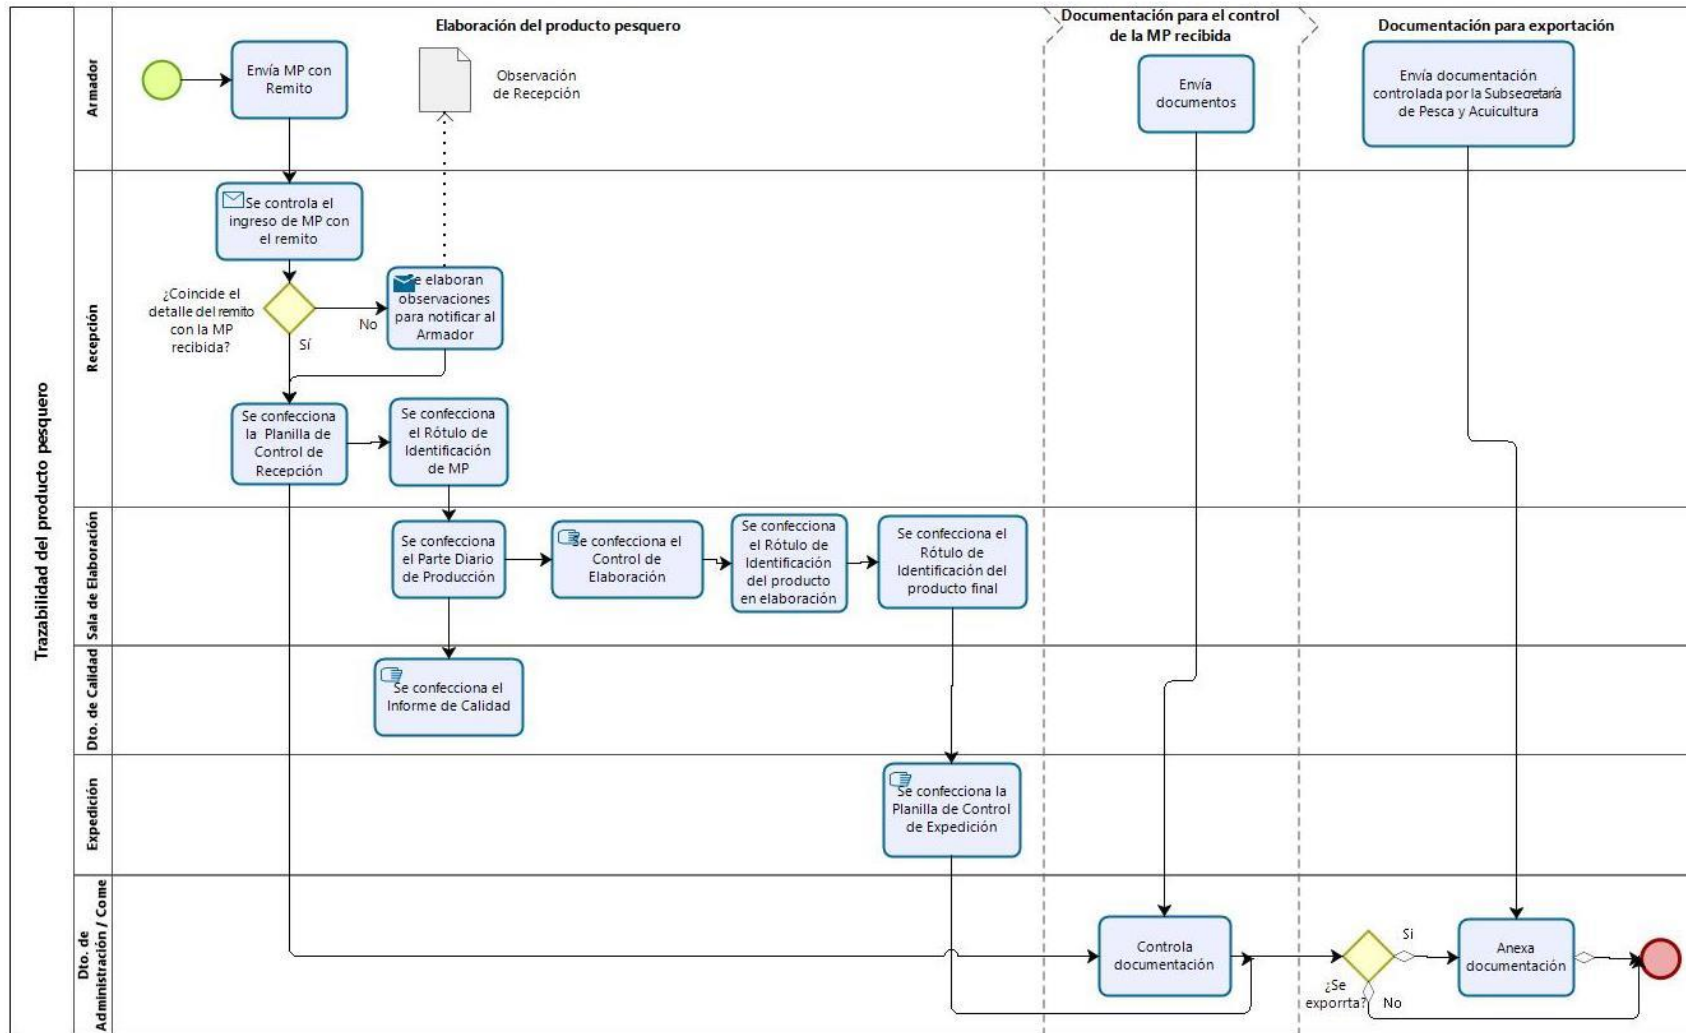 Trazabilidad del producto pesquero
Elaboración del producto pesquero
Documentación para el control
de la MP recibida
Documentación para exportación
Armador
Envía MP con
Remito
Observación
de Recepción
Envía
documentos
Envía documentación
controlada por la Subsecretaría
de Pesca y Acuicultura
Recepción
Se controla el
ingreso de MP con
el remito
¿Coincide el
detalle del remito
con la MP
recibida?
No
Sí
Se elaboran
observaciones
para notificar al
Armador
Se confecciona
la Planilla de
Control de
Recepción
Se confecciona
el Rótulo de
Identificación
de MP
Sala de Elaboración
Se confecciona
el Parte Diario
de Producción
Se confecciona el
Control de
Elaboración
Se confecciona
el Rótulo de
Identificación
del producto
en elaboración
Se confecciona el
Rótulo de
Identificación del
producto final
Dto. de Calidad
Se confecciona el
Informe de Calidad
Expedición
Se confecciona la
Planilla de Control
de Expedición
Dto. de
Administración / Come
Controla
documentación
¿Se
exporrta?
Si
No
Anexa
documentación